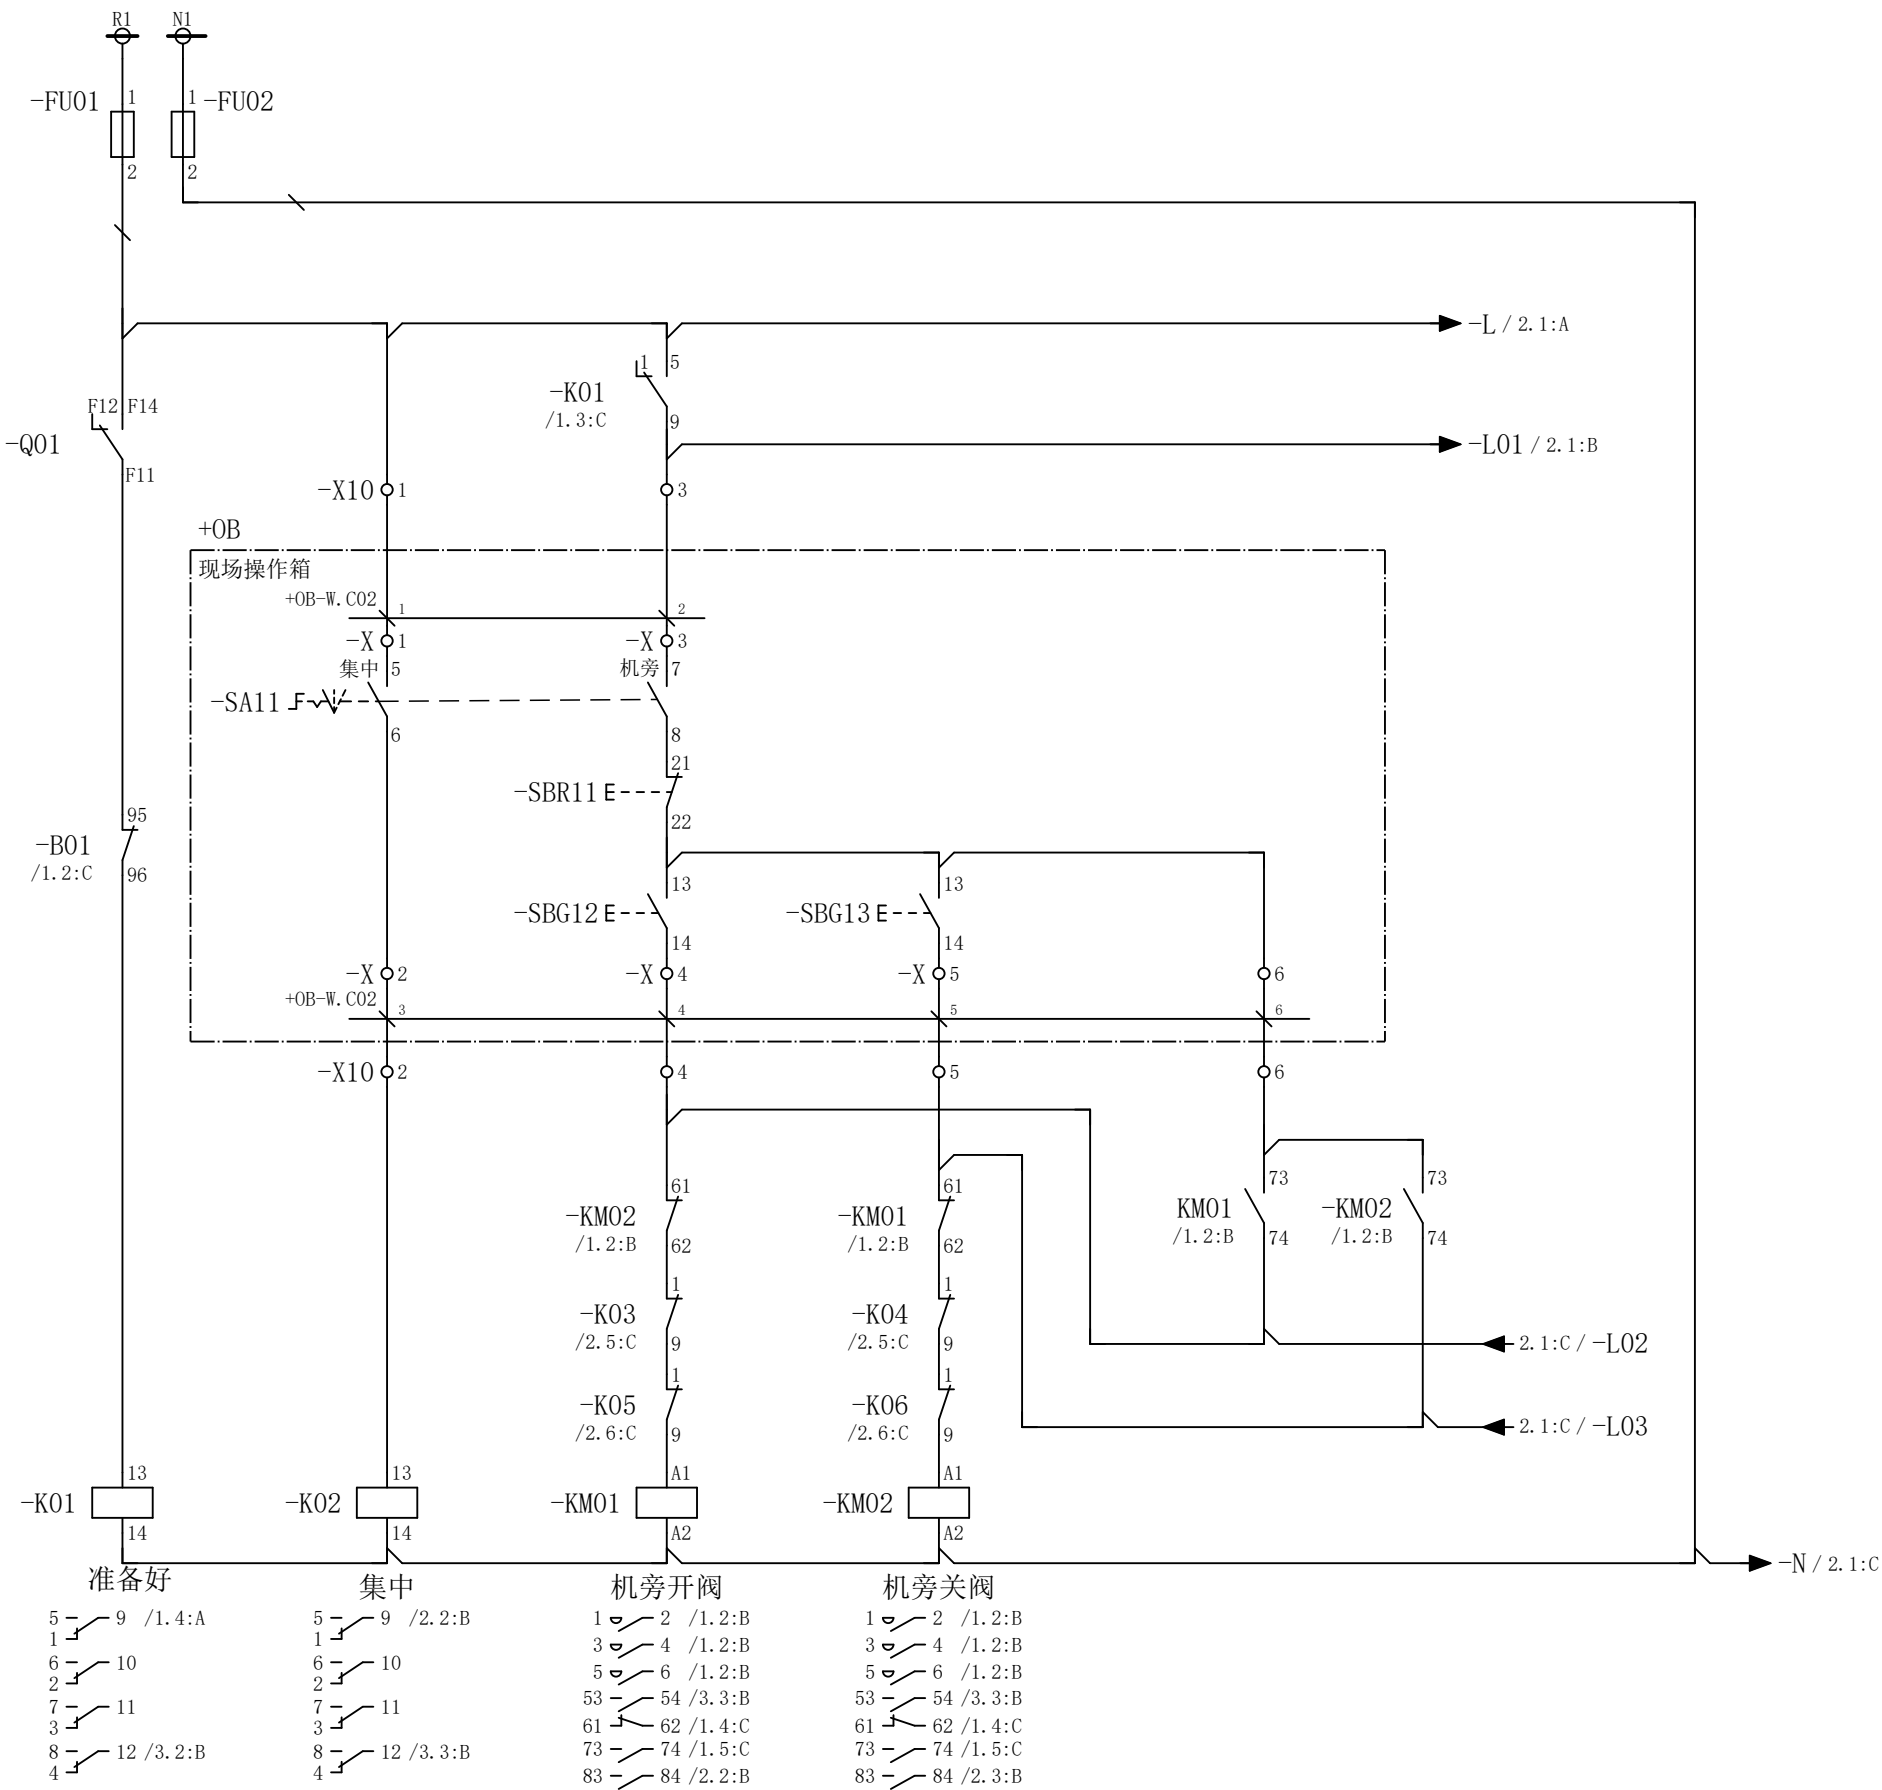 R1 N1
-FU01 1 1 -FU02
2 2
-L / 2.1:A
1 5
-K01
/1.3:C
9
F12 F14
-Q01
F11
-L01 / 2.1:B
-X10 1 3
+OB
现场操作箱
+OB-W.C02 1 2
-X 1 -X 3
集中 5 机旁 7
-SA11
6 8
21
-SBR11
22
95
-B01
/1.2:C 96
13 13
-SBG12 -SBG13
14 14
-X 2 -X 4 -X 5 6
+OB-W.C02 3 4 5 6
-X10 2 4 5 6
61 61 73 73
-KM02 -KM01 KM01 -KM02
/1.2:B /1.2:B /1.2:B /1.2:B
62 62 74 74
1 1
-K03 -K04
/2.5:C 9 /2.5:C 9
2.1:C / -L02
1 1
-K05 -K06
/2.6:C 9 /2.6:C 9
2.1:C / -L03
13 13 A1 A1
-K01 -K02 -KM01 -KM02
14 14 A2 A2
-N / 2.1:C
准备好 集中 机旁开阀 机旁关阀
5 9 /1.4:A
1
6 10
2
7 11
3
8 12 /3.2:B
4
5 9 /2.2:B
1
6 10
2
7 11
3
8 12 /3.3:B
4
1 2 /1.2:B
3 4 /1.2:B
5 6 /1.2:B
53 54 /3.3:B
61 62 /1.4:C
73 74 /1.5:C
83 84 /2.2:B
1 2 /1.2:B
3 4 /1.2:B
5 6 /1.2:B
53 54 /3.3:B
61 62 /1.4:C
73 74 /1.5:C
83 84 /2.3:B